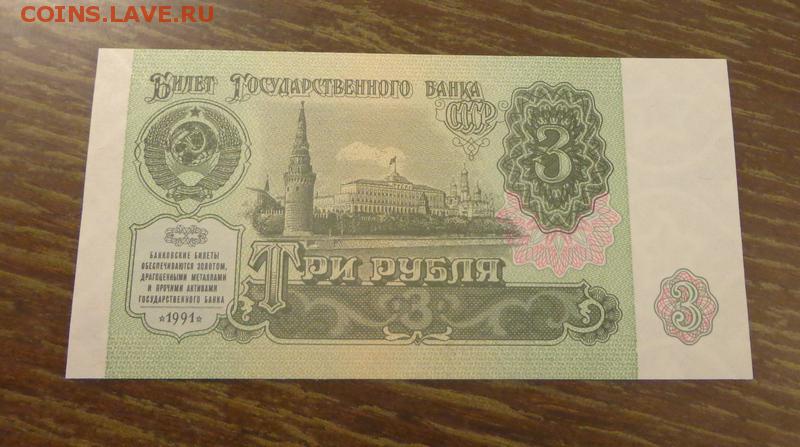 COINS.LAVE.RU
Билет Государственного банка
СССР
3
БАНКОВСКИЕ БИЛЕТЫ
ОБЕСПЕЧИВАЮТСЯ ЗОЛОТОМ,
ДРАГОЦЕННЫМИ МЕТАЛЛАМИ
И ПРОЧИМИ АКТИВАМИ
ГОСУДАРСТВЕННОГО БАНКА
★1991★
ТРИ РУБЛЯ
3
3